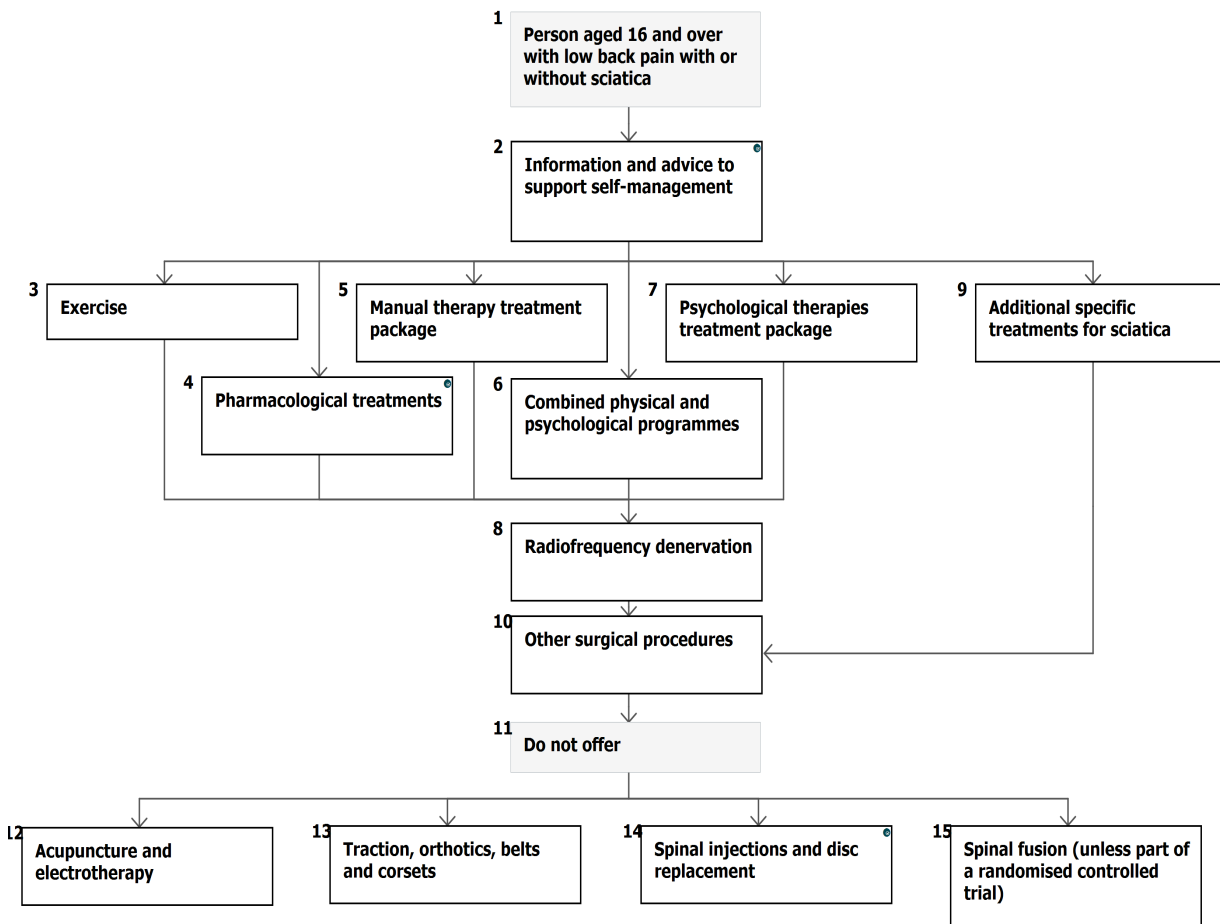 1
Person aged 16 and over
with low back pain with or
without sciatica
2
Information and advice to
support self-management
3
Exercise
5
Manual therapy treatment
package
7
Psychological therapies
treatment package
9
Additional specific
treatments for sciatica
4
Pharmacological treatments
6
Combined physical and
psychological programmes
8
Radiofrequency denervation
10
Other surgical procedures
11
Do not offer
12
Acupuncture and
electrotherapy
13
Traction, orthotics, belts
and corsets
14
Spinal injections and disc
replacement
15
Spinal fusion (unless part of
a randomised controlled
trial)